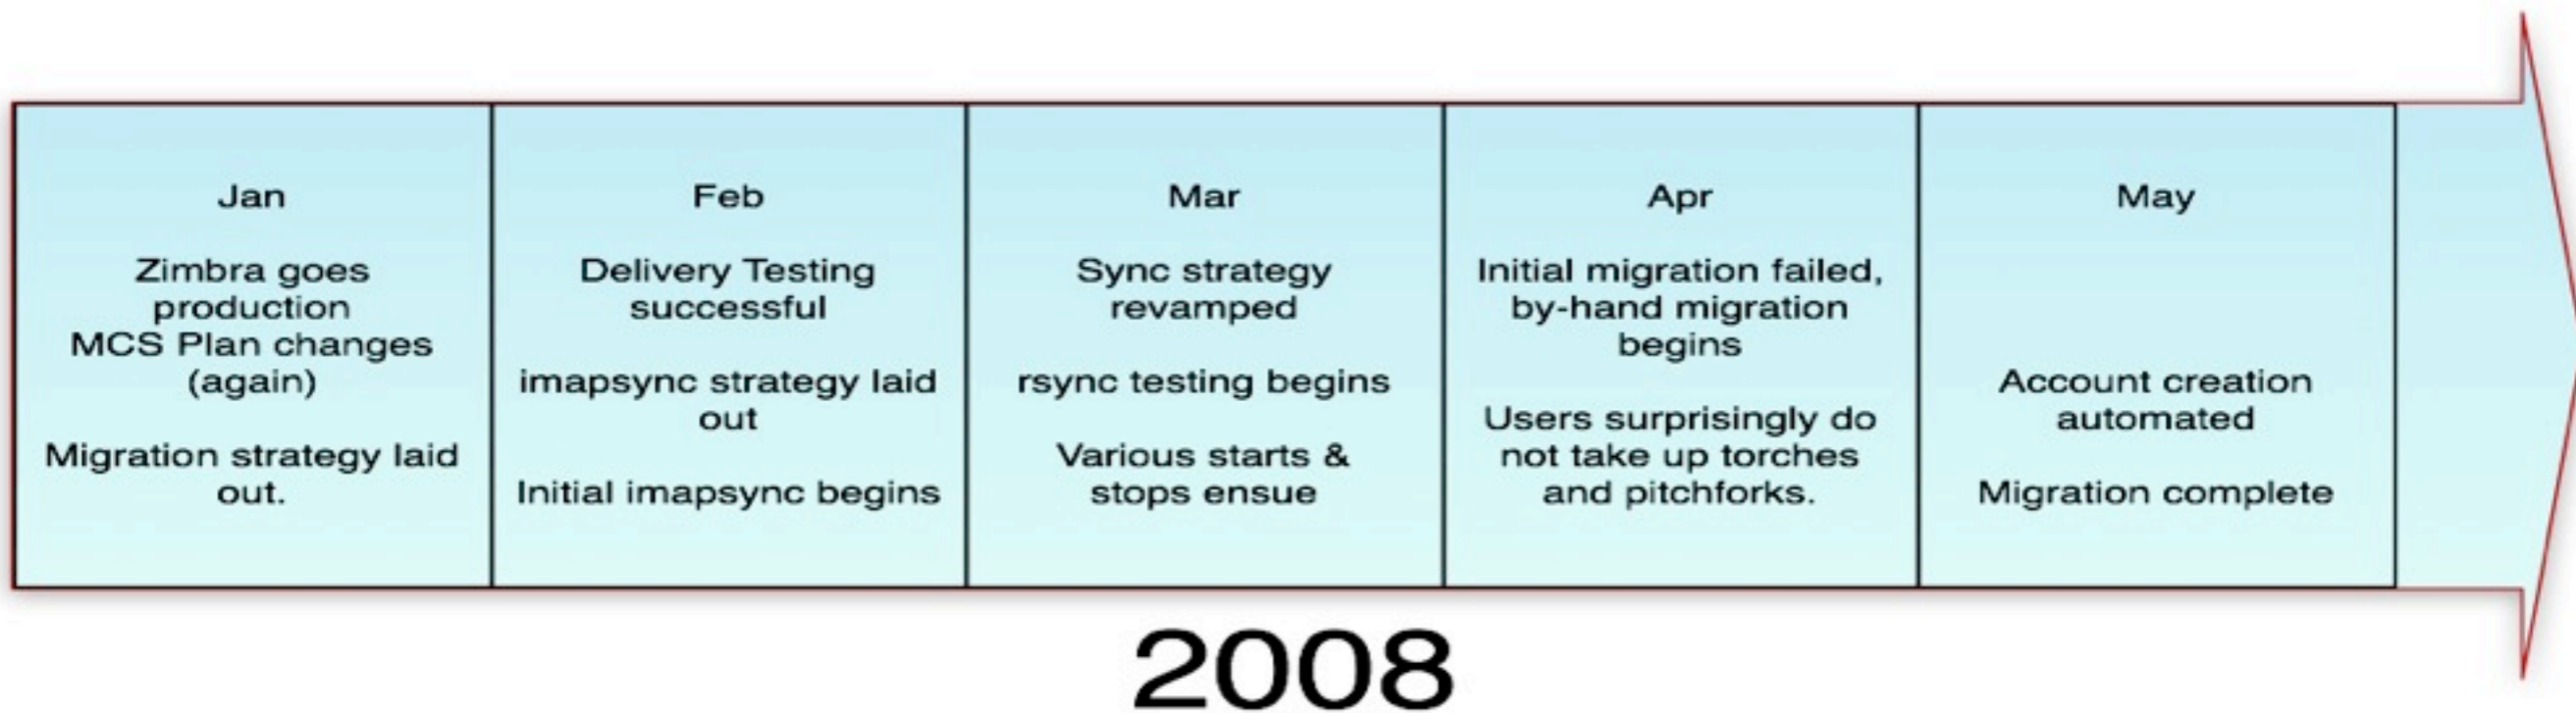 Jan
Zimbra goes
production
MCS Plan changes
(again)
Migration strategy laid
out.
Feb
Delivery Testing
successful
imapsync strategy laid
out
Initial imapsync begins
Mar
Sync strategy
revamped
rsync testing begins
Various starts &
stops ensue
Apr
Initial migration failed,
by-hand migration
begins
Users surprisingly do
not take up torches
and pitchforks.
May
Account creation
automated
Migration complete
2008